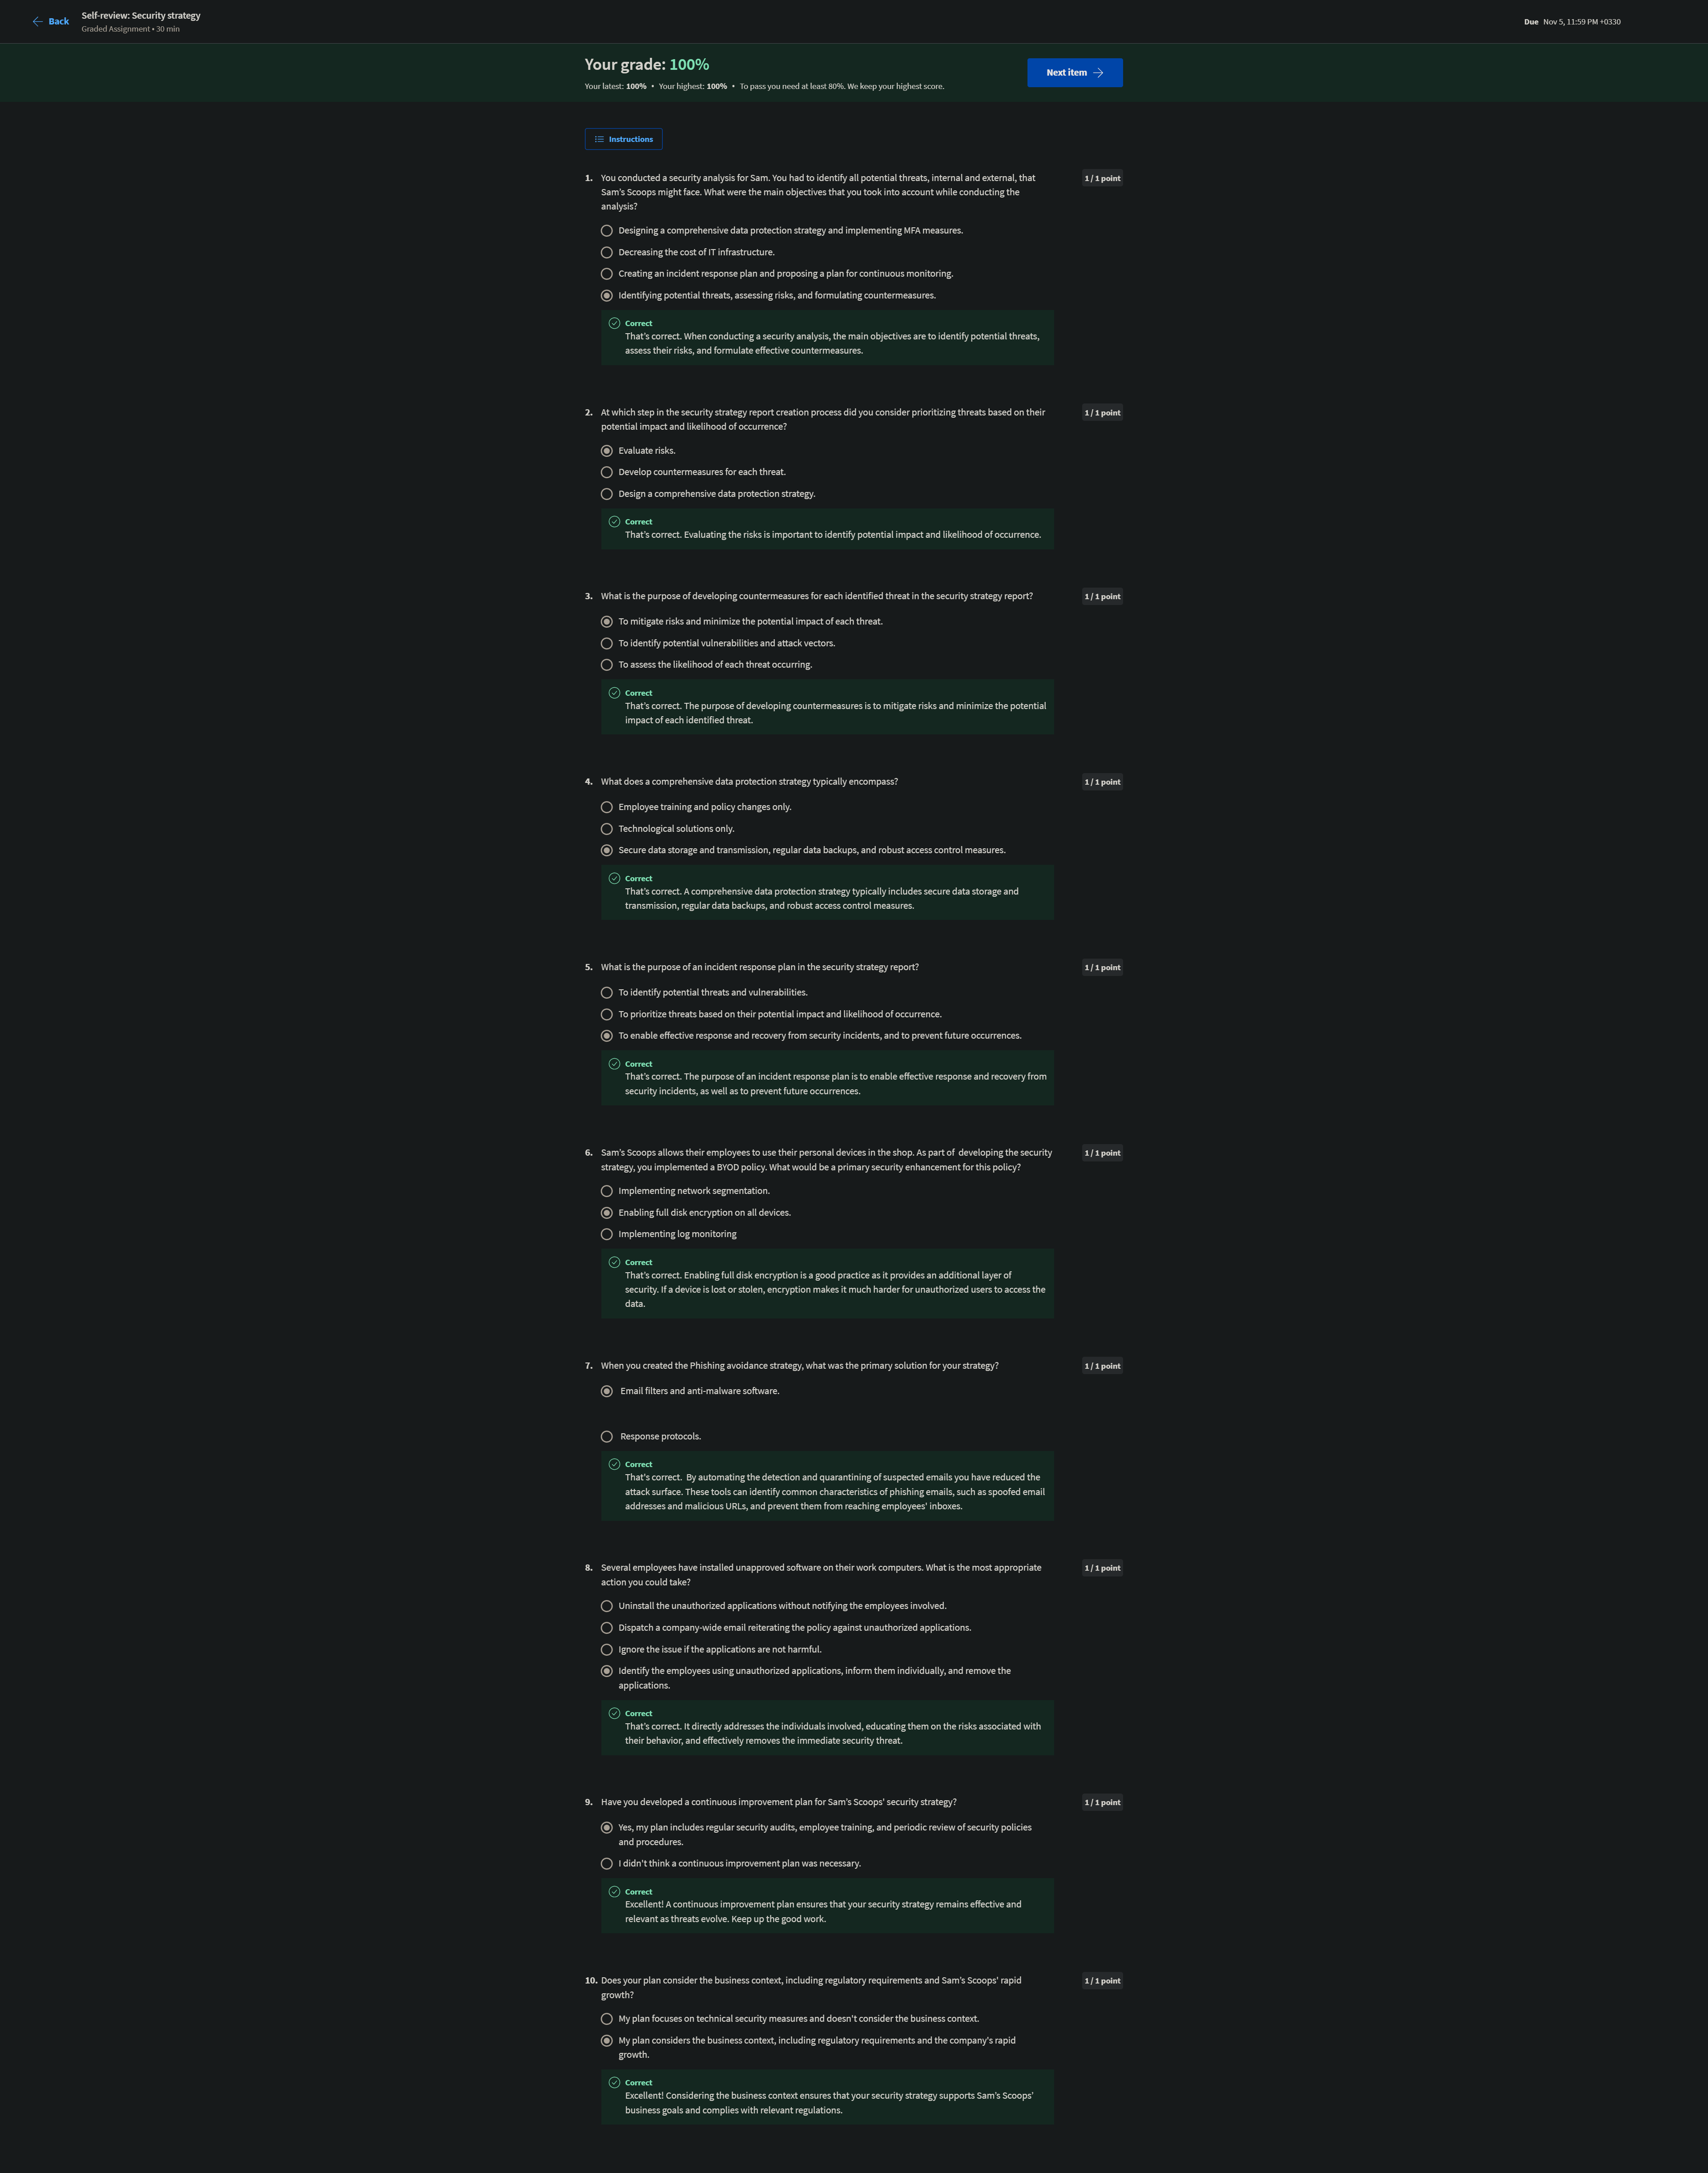 Back
Self-review: Security strategy
Graded Assignment • 30 min
Due Nov 5, 11:59 PM +0330
Your grade: 100%
Your latest: 100% • Your highest: 100% • To pass you need at least 80%. We keep your highest score.
Next item
Instructions
1. You conducted a security analysis for Sam. You had to identify all potential threats, internal and external, that
Sam's Scoops might face. What were the main objectives that you took into account while conducting the
analysis?
1 / 1 point
Designing a comprehensive data protection strategy and implementing MFA measures.
Decreasing the cost of IT infrastructure.
Creating an incident response plan and proposing a plan for continuous monitoring.
Identifying potential threats, assessing risks, and formulating countermeasures.
Correct
That's correct. When conducting a security analysis, the main objectives are to identify potential threats,
assess their risks, and formulate effective countermeasures.
2. At which step in the security strategy report creation process did you consider prioritizing threats based on their
potential impact and likelihood of occurrence?
1 / 1 point
Evaluate risks.
Develop countermeasures for each threat.
Design a comprehensive data protection strategy.
Correct
That's correct. Evaluating the risks is important to identify potential impact and likelihood of occurrence.
3. What is the purpose of developing countermeasures for each identified threat in the security strategy report?
1 / 1 point
To mitigate risks and minimize the potential impact of each threat.
To identify potential vulnerabilities and attack vectors.
To assess the likelihood of each threat occurring.
Correct
That's correct. The purpose of developing countermeasures is to mitigate risks and minimize the potential
impact of each identified threat.
4. What does a comprehensive data protection strategy typically encompass?
1 / 1 point
Employee training and policy changes only.
Technological solutions only.
Secure data storage and transmission, regular data backups, and robust access control measures.
Correct
That's correct. A comprehensive data protection strategy typically includes secure data storage and
transmission, regular data backups, and robust access control measures.
5. What is the purpose of an incident response plan in the security strategy report?
1 / 1 point
To identify potential threats and vulnerabilities.
To prioritize threats based on their potential impact and likelihood of occurrence.
To enable effective response and recovery from security incidents, and to prevent future occurrences.
Correct
That's correct. The purpose of an incident response plan is to enable effective response and recovery from
security incidents, as well as to prevent future occurrences.
6. Sam's Scoops allows their employees to use their personal devices in the shop. As part of developing the security
strategy, you implemented a BYOD policy. What would be a primary security enhancement for this policy?
1 / 1 point
Implementing network segmentation.
Enabling full disk encryption on all devices.
Implementing log monitoring
Correct
That's correct. Enabling full disk encryption is a good practice as it provides an additional layer of
security. If a device is lost or stolen, encryption makes it much harder for unauthorized users to access the
data.
7. When you created the Phishing avoidance strategy, what was the primary solution for your strategy?
1 / 1 point
Email filters and anti-malware software.
Response protocols.
Correct
That's correct. By automating the detection and quarantining of suspected emails you have reduced the
attack surface. These tools can identify common characteristics of phishing emails, such as spoofed email
addresses and malicious URLs, and prevent them from reaching employees' inboxes.
8. Several employees have installed unapproved software on their work computers. What is the most appropriate
action you could take?
1 / 1 point
Uninstall the unauthorized applications without notifying the employees involved.
Dispatch a company-wide email reiterating the policy against unauthorized applications.
Ignore the issue if the applications are not harmful.
Identify the employees using unauthorized applications, inform them individually, and remove the
applications.
Correct
That's correct. It directly addresses the individuals involved, educating them on the risks associated with
their behavior, and effectively removes the immediate security threat.
9. Have you developed a continuous improvement plan for Sam's Scoops' security strategy?
1 / 1 point
Yes, my plan includes regular security audits, employee training, and periodic review of security policies
and procedures.
I didn't think a continuous improvement plan was necessary.
Correct
Excellent! A continuous improvement plan ensures that your security strategy remains effective and
relevant as threats evolve. Keep up the good work.
10. Does your plan consider the business context, including regulatory requirements and Sam's Scoops' rapid
growth?
1 / 1 point
My plan focuses on technical security measures and doesn't consider the business context.
My plan considers the business context, including regulatory requirements and the company's rapid
growth.
Correct
Excellent! Considering the business context ensures that your security strategy supports Sam's Scoops'
business goals and complies with relevant regulations.